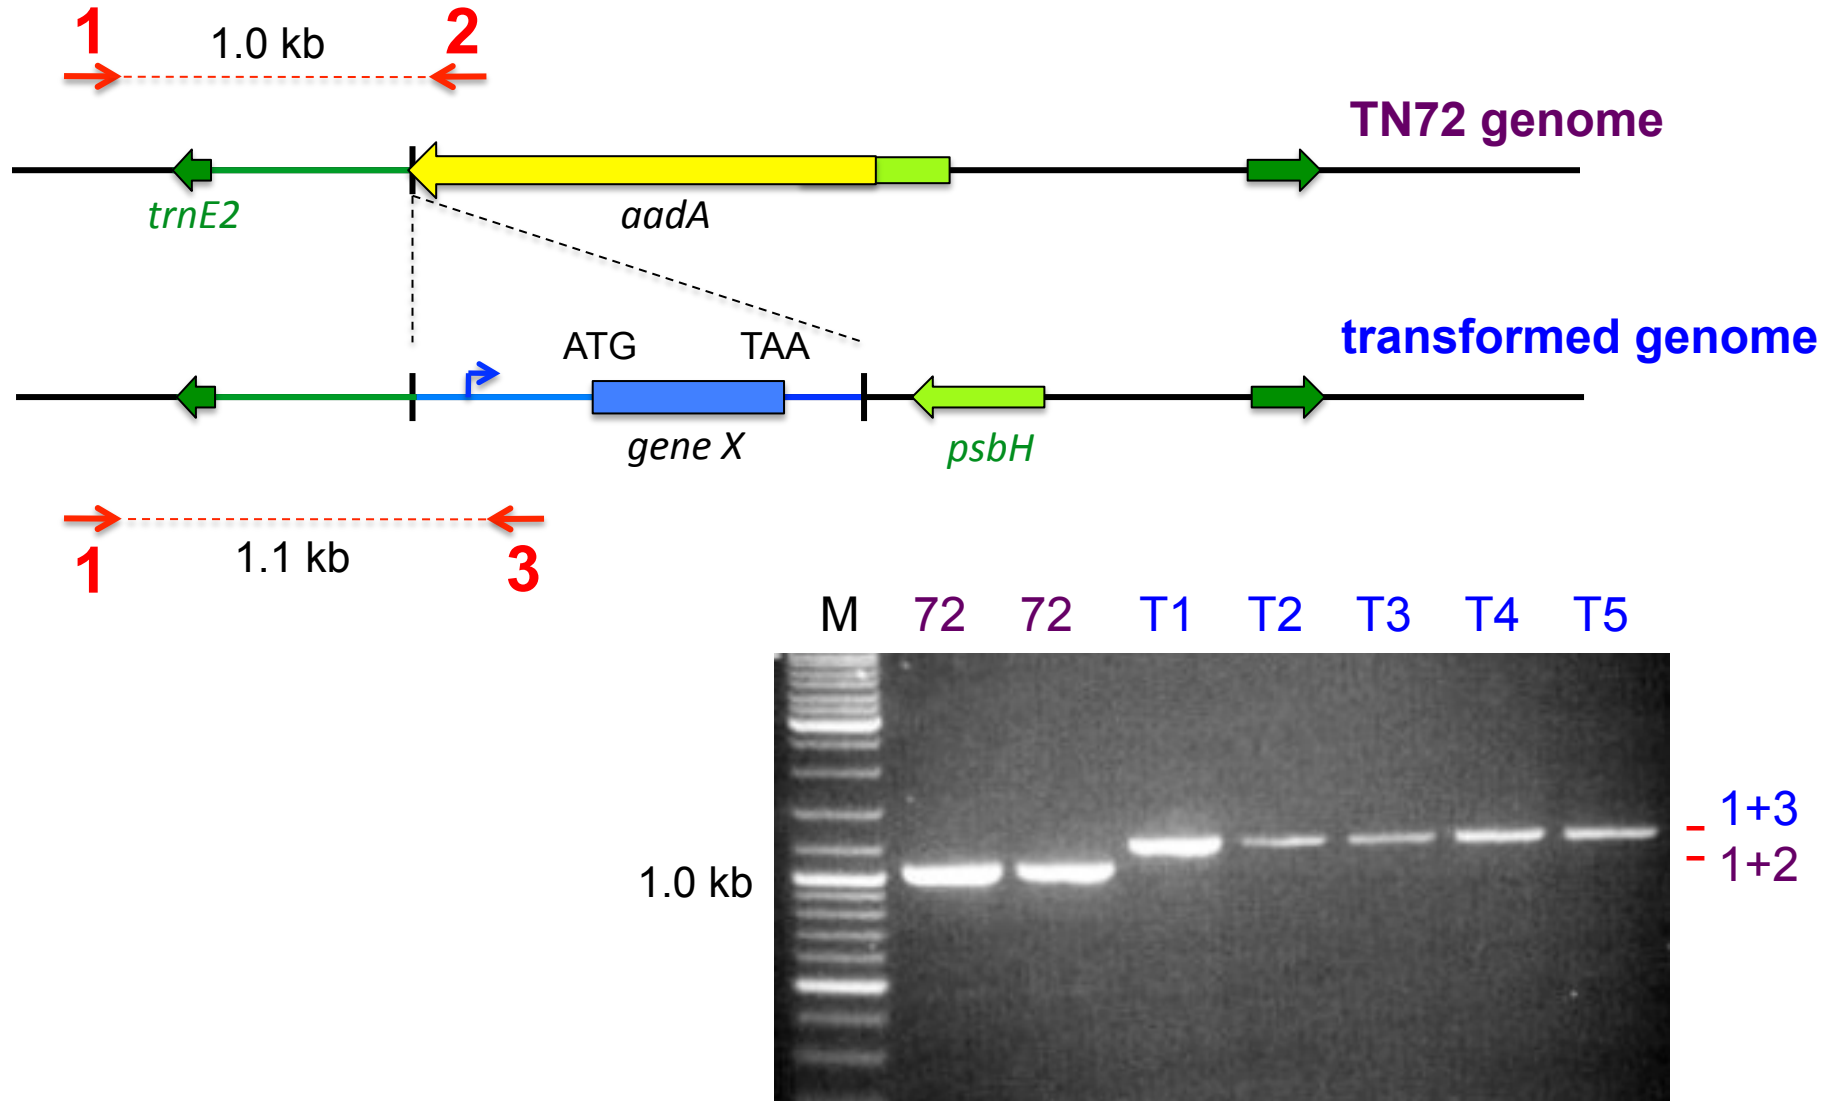 1
1.0 kb
2
TN72 genome
trnE2
aadA
ATG
TAA
transformed genome
gene X
psbH
1
1.1 kb
3
M 72 72 T1 T2 T3 T4 T5
1+3
1.0 kb
1+2